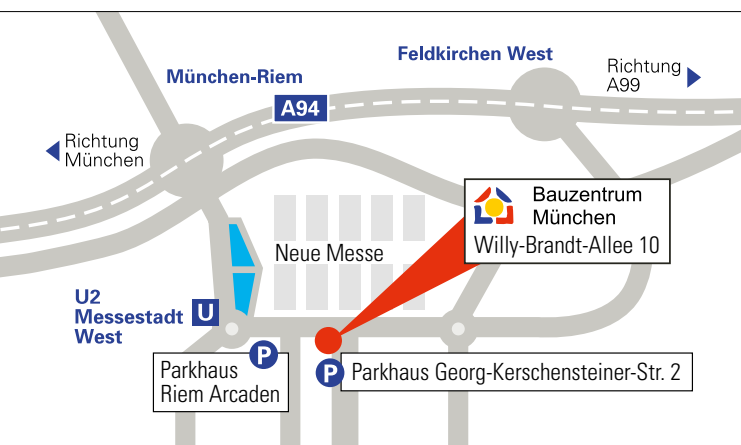 Feldkirchen West
München-Riem
Richtung
A99
A94
Richtung
München
Bauzentrum
München
Willy-Brandt-Allee 10
Neue Messe
U2
Messestadt
West
U
P
Parkhaus
Riem Arcaden
P
Parkhaus Georg-Kerschensteiner-Str. 2